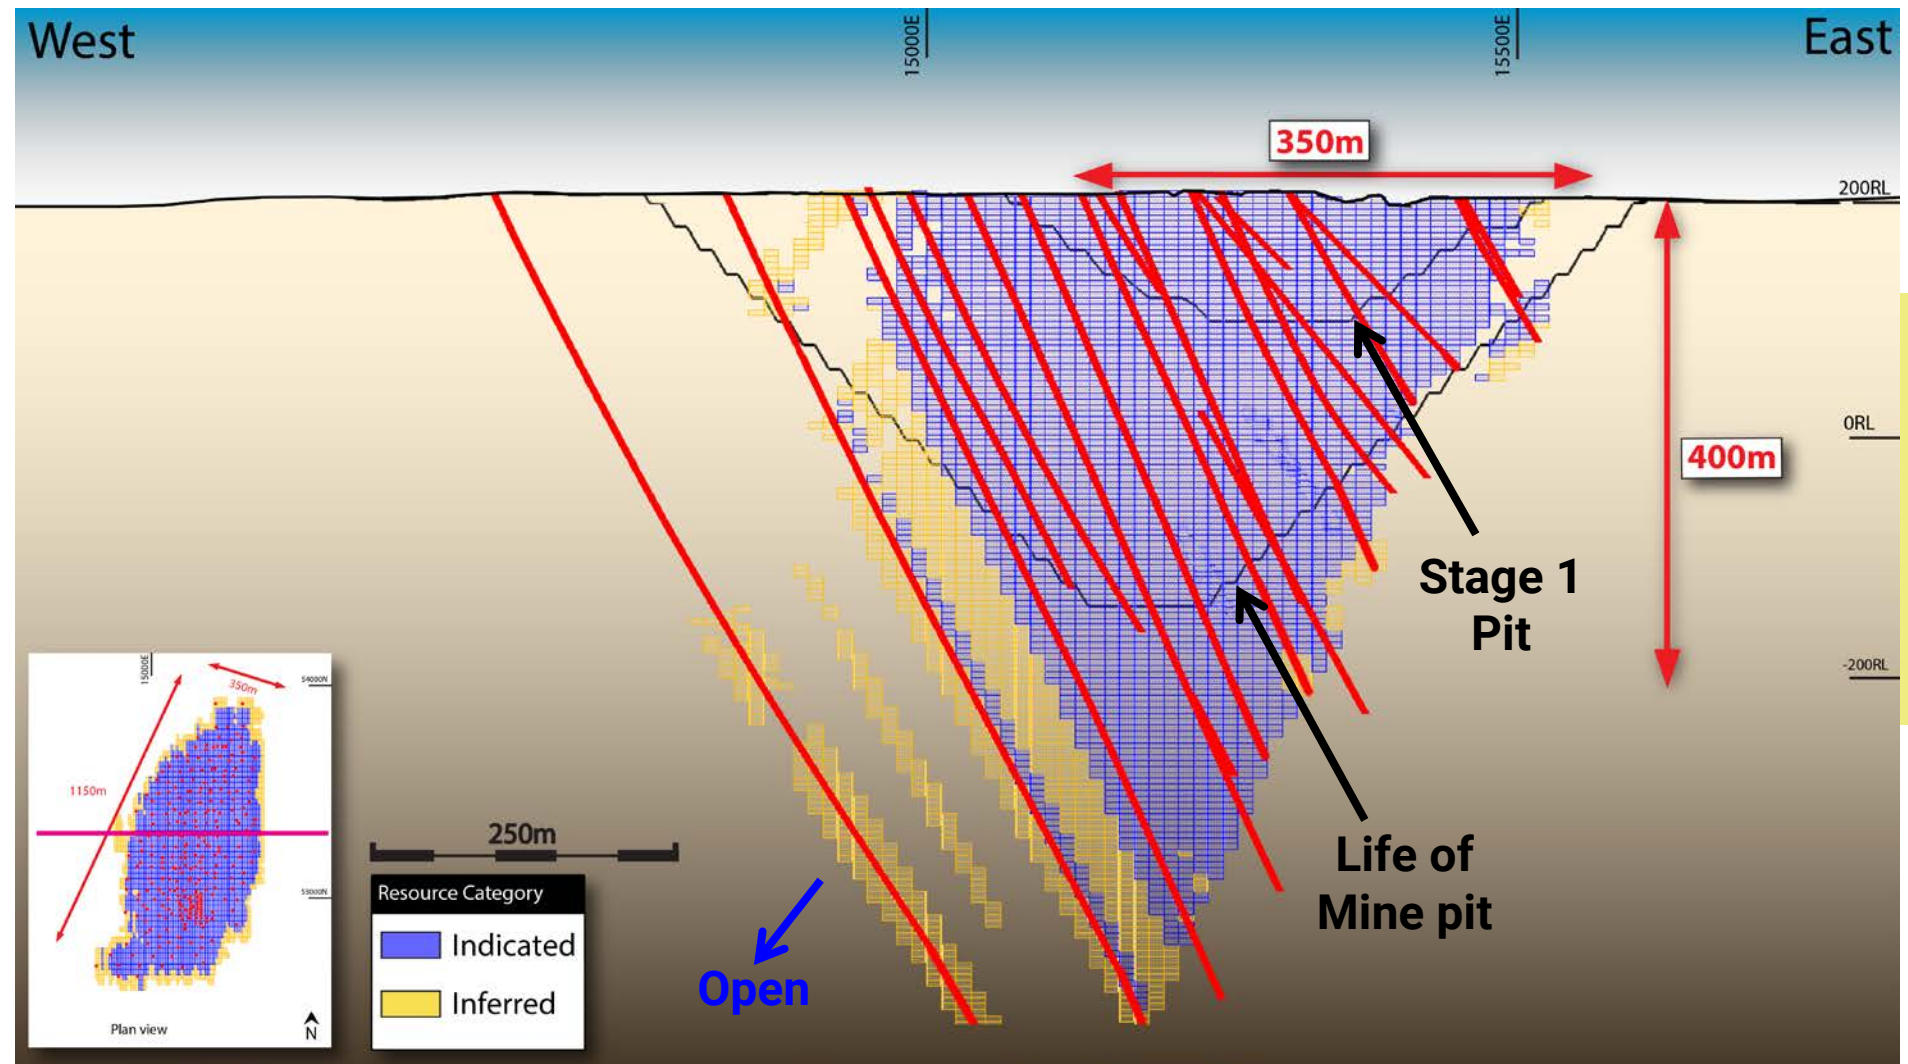 West
15000E
15500E
East
350m
200RL
0RL
400m
-200RL
Stage 1
Pit
Life of
Mine pit
Open
250m
Resource Category
Indicated
Inferred
15000E
350m
54000N
1150m
53000N
Plan view
N